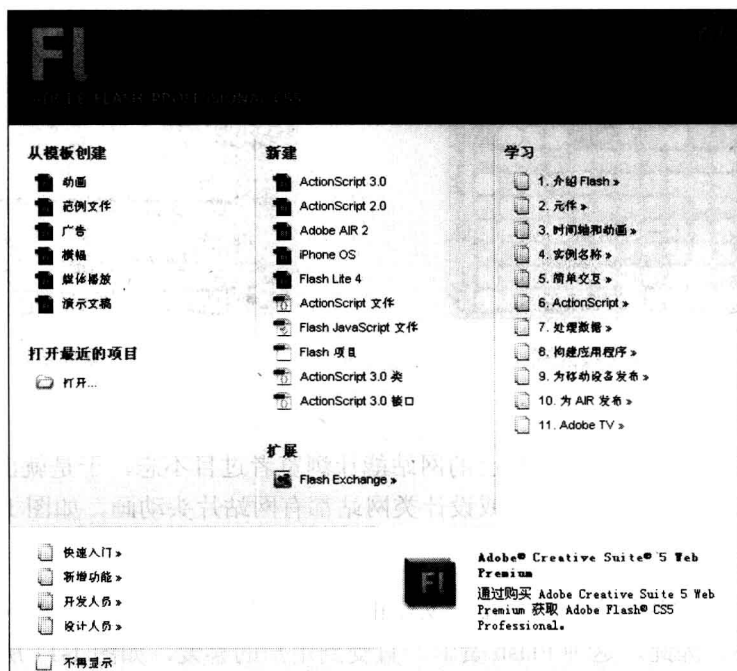 Fl
ADOBE FLASH PROFESSIONAL CS5
从模板创建
动画
范例文件
广告
横幅
媒体播放
演示文稿
打开最近的项目
打开...
新建
ActionScript 3.0
ActionScript 2.0
Adobe AIR 2
iPhone OS
Flash Lite 4
ActionScript 文件
Flash JavaScript 文件
Flash 项目
ActionScript 3.0 类
ActionScript 3.0 接口
扩展
Flash Exchange »
学习
1. 介绍 Flash »
2. 元件 »
3. 时间轴和动画 »
4. 实例名称 »
5. 简单交互 »
6. ActionScript »
7. 处理数据 »
8. 构建应用程序 »
9. 为移动设备发布 »
10. 为 AIR 发布 »
11. Adobe TV »
快速入门 »
新增功能 »
开发人员 »
设计人员 »
不再显示
Fl
Adobe® Creative Suite® 5 Web
Premium
通过购买 Adobe Creative Suite 5 Web
Premium 获取 Adobe Flash® CS5
Professional。